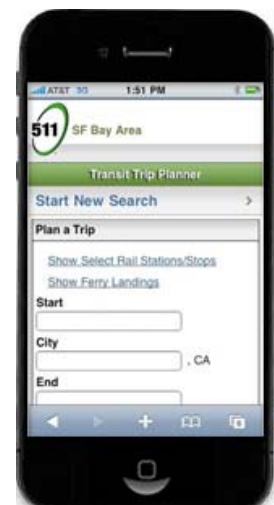 AT&T 3G 1:51 PM
511 SF Bay Area
Transit Trip Planner
Start New Search >
Plan a Trip
Show Select Rail Stations/Stops
Show Ferry Landings
Start
City
, CA
End